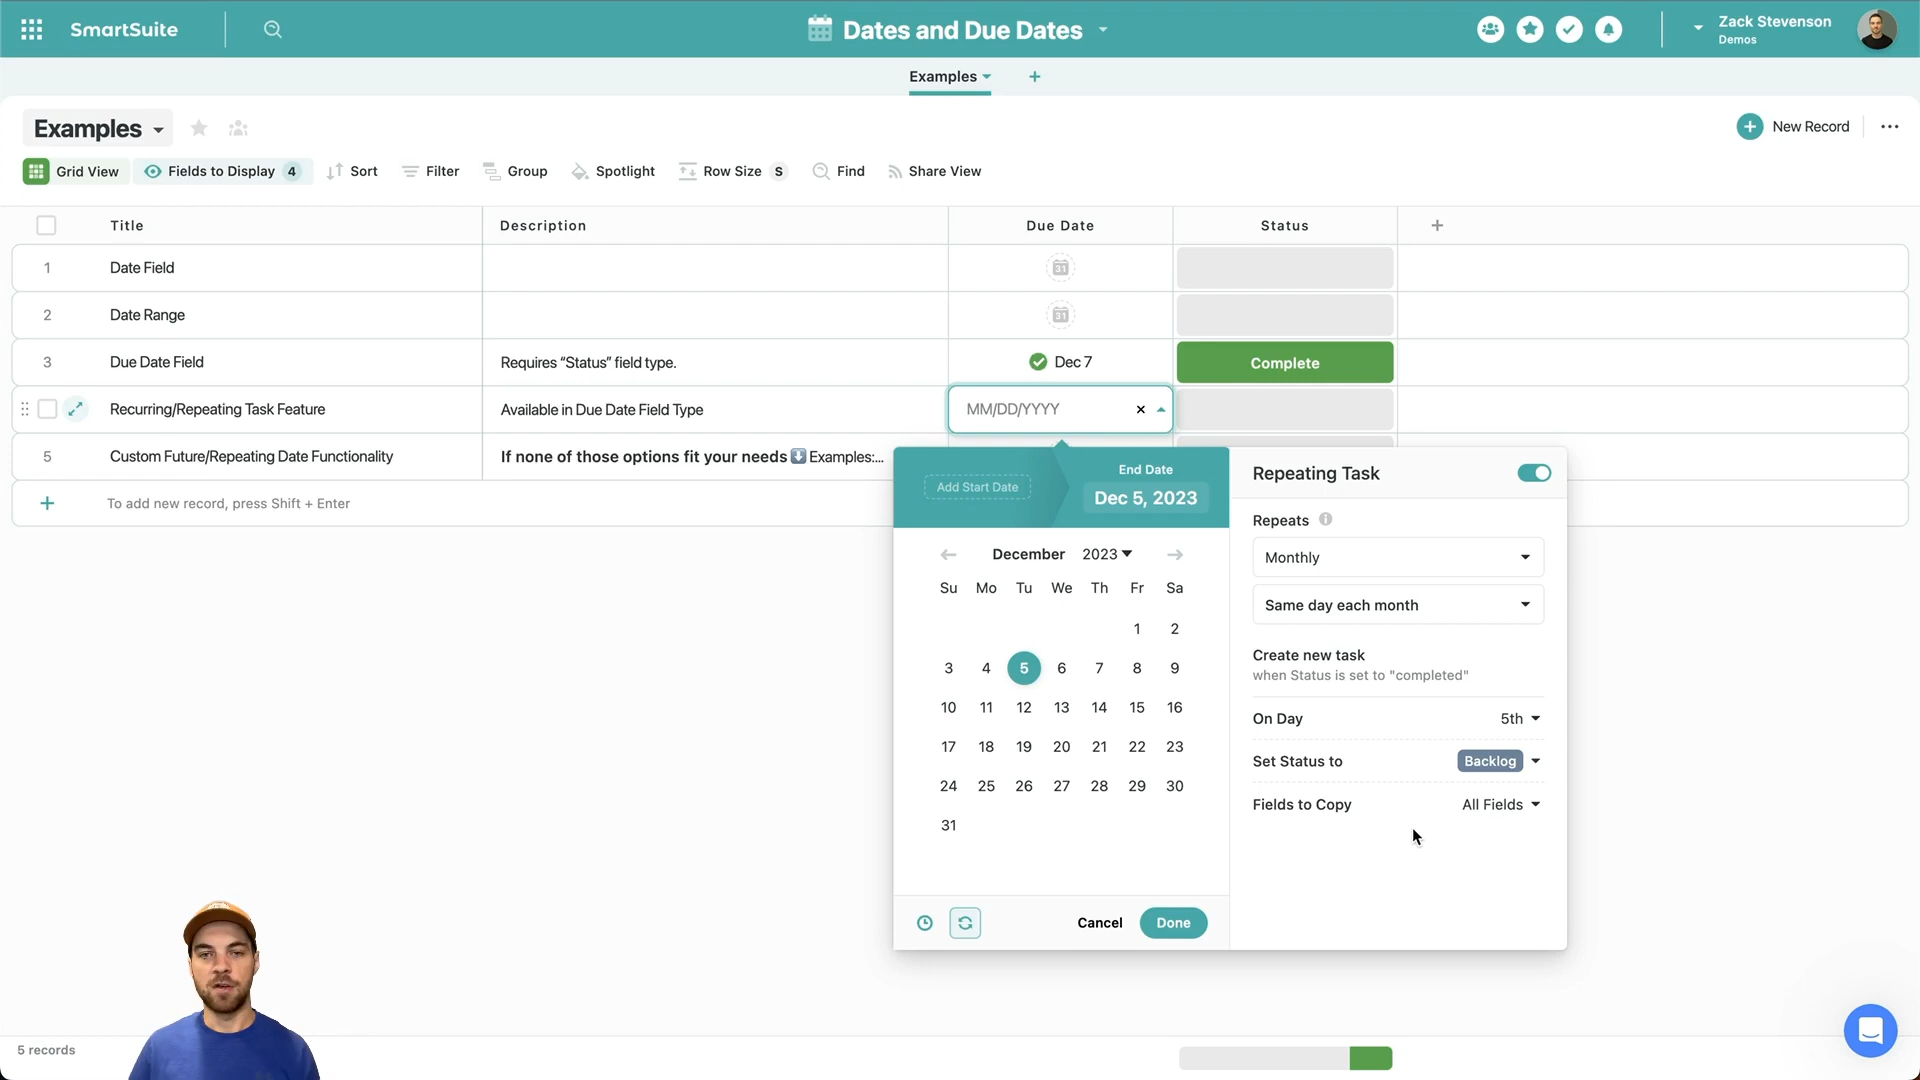 SmartSuite
Dates and Due Dates
Zack Stevenson
Demos
Examples
Examples
New Record
Grid View
Fields to Display 4
Sort
Filter
Group
Spotlight
Row Size S
Find
Share View
Title
Description
Due Date
Status
1
Date Field
31
2
Date Range
31
3
Due Date Field
Requires “Status” field type.
Dec 7
Complete
Recurring/Repeating Task Feature
Available in Due Date Field Type
MM/DD/YYYY
5
Custom Future/Repeating Date Functionality
If none of those options fit your needs ⬇️ Examples:...
To add new record, press Shift + Enter
Add Start Date
End Date
Dec 5, 2023
December 2023
Su Mo Tu We Th Fr Sa
1 2
3 4 5 6 7 8 9
10 11 12 13 14 15 16
17 18 19 20 21 22 23
24 25 26 27 28 29 30
31
Cancel
Done
Repeating Task
Repeats
Monthly
Same day each month
Create new task
when Status is set to "completed"
On Day 5th
Set Status to Backlog
Fields to Copy All Fields
5 records